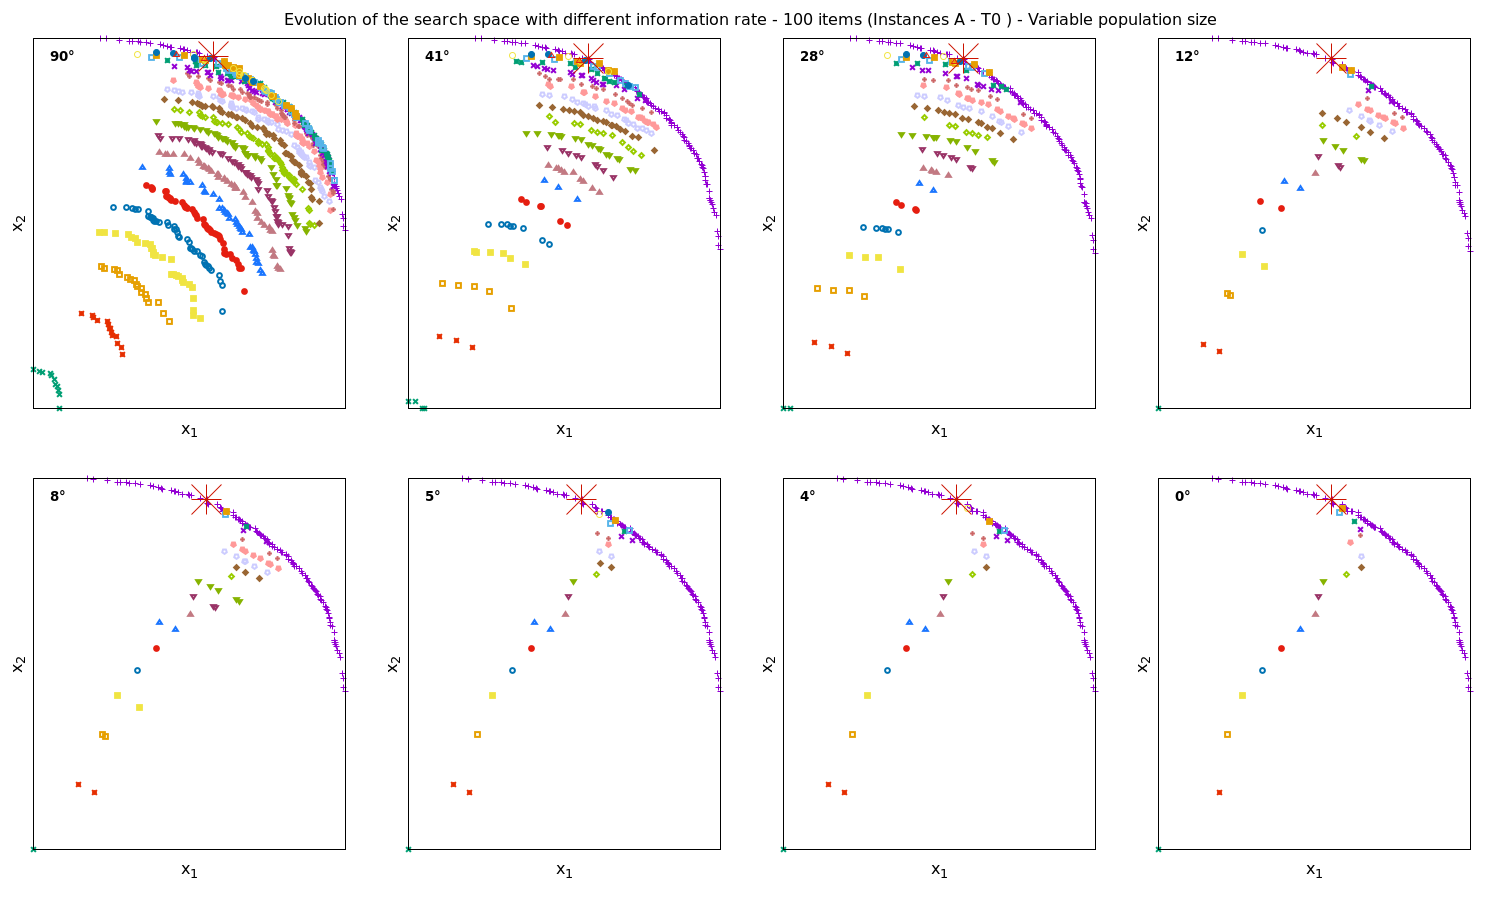 Evolution of the search space with different information rate - 100 items (Instances A - T0 ) - Variable population size
90°
41°
28°
12°
x2
x2
x2
x2
x1
x1
x1
x1
8°
5°
4°
0°
x2
x2
x2
x2
x1
x1
x1
x1